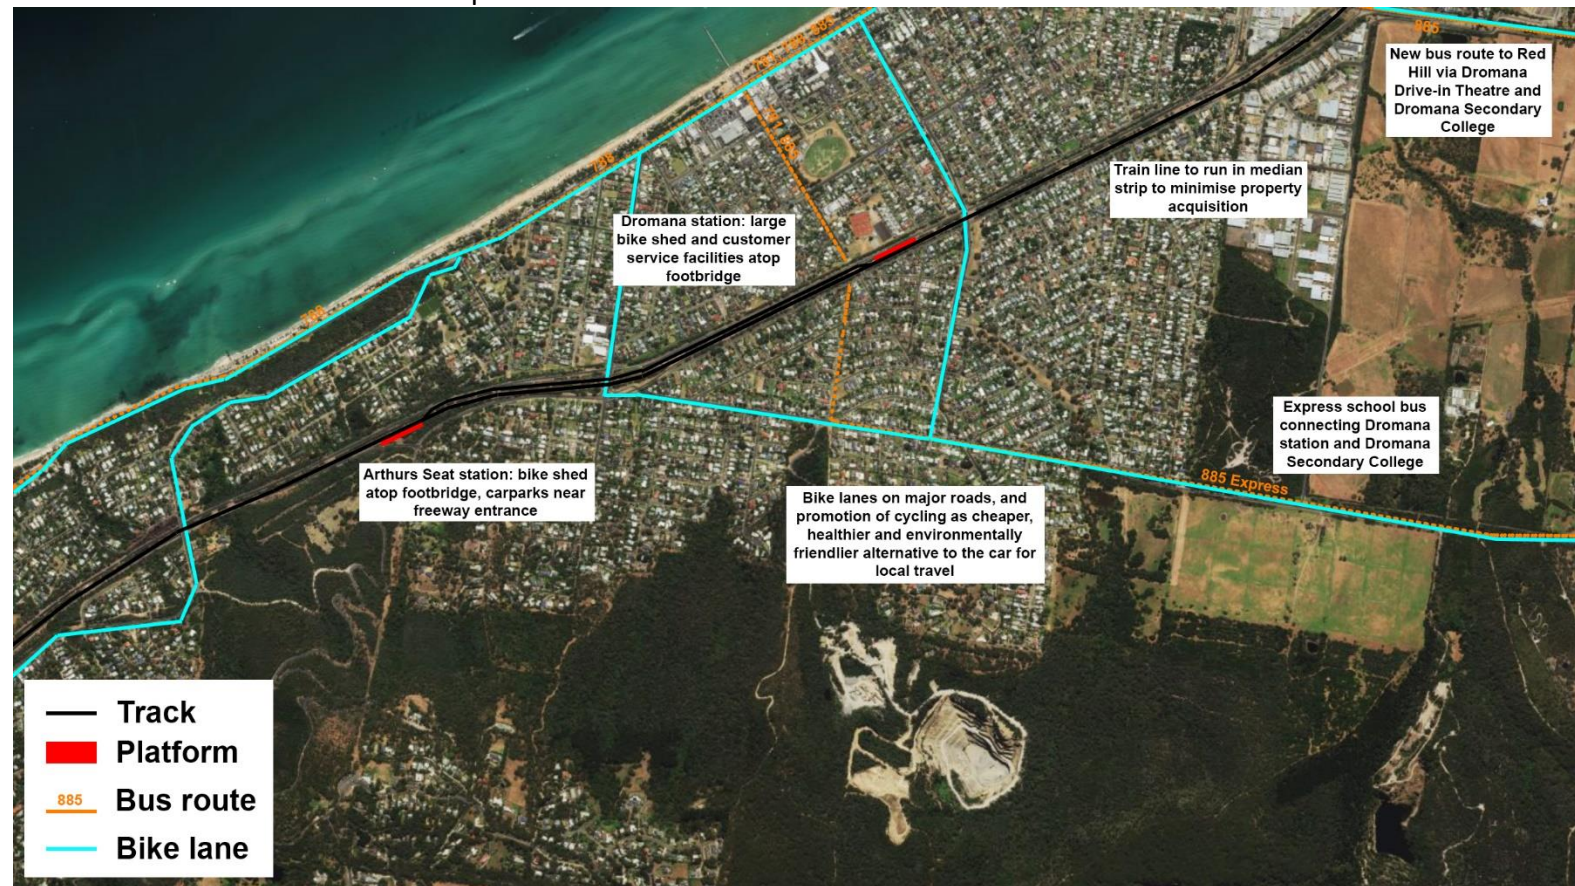 885
New bus route to Red
Hill via Dromana
Drive-in Theatre and
Dromana Secondary
College
788
Train line to run in median
strip to minimise property
acquisition
Dromana station: large
bike shed and customer
service facilities atop
footbridge
788
Express school bus
connecting Dromana
station and Dromana
Secondary College
885 Express
Arthurs Seat station: bike shed
atop footbridge, carparks near
freeway entrance
Bike lanes on major roads, and
promotion of cycling as cheaper,
healthier and environmentally
friendlier alternative to the car for
local travel
Track
Platform
885 Bus route
Bike lane